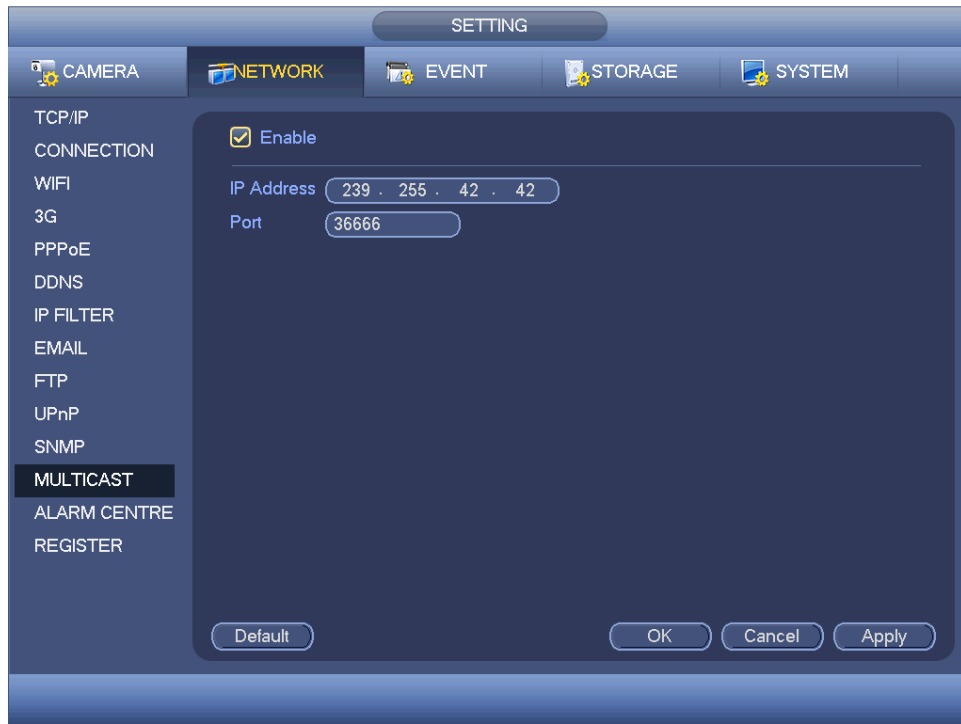 SETTING
CAMERA NETWORK EVENT STORAGE SYSTEM
TCP/IP
CONNECTION
WIFI
3G
PPPoE
DDNS
IP FILTER
EMAIL
FTP
UPnP
SNMP
MULTICAST
ALARM CENTRE
REGISTER
Enable
IP Address 239 . 255 . 42 . 42
Port 36666
Default OK Cancel Apply